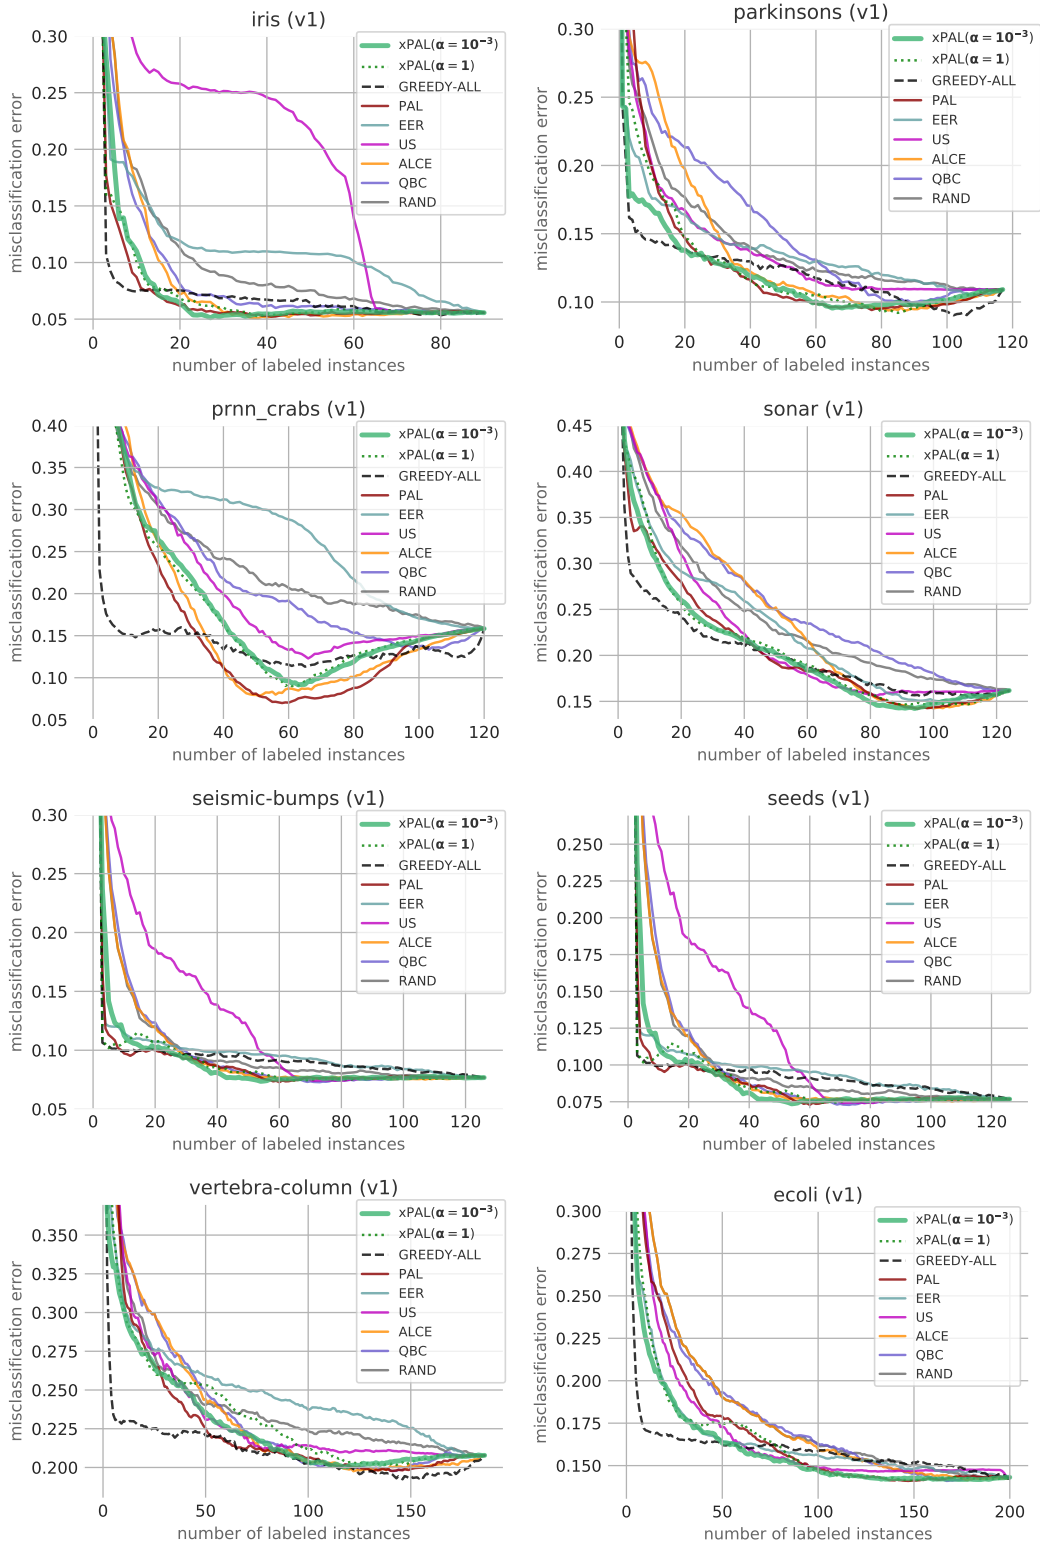 iris (v1)
misclassification error
0.30
0.25
0.20
0.15
0.10
0.05
0
20
40
60
80
number of labeled instances
xPAL(α = 10⁻³)
xPAL(α = 1)
GREEDY-ALL
PAL
EER
US
ALCE
QBC
RAND
parkinsons (v1)
misclassification error
0.30
0.25
0.20
0.15
0.10
0
20
40
60
80
100
120
number of labeled instances
xPAL(α = 10⁻³)
xPAL(α = 1)
GREEDY-ALL
PAL
EER
US
ALCE
QBC
RAND
prnn_crabs (v1)
misclassification error
0.40
0.35
0.30
0.25
0.20
0.15
0.10
0.05
0
20
40
60
80
100
120
number of labeled instances
xPAL(α = 10⁻³)
xPAL(α = 1)
GREEDY-ALL
PAL
EER
US
ALCE
QBC
RAND
sonar (v1)
misclassification error
0.45
0.40
0.35
0.30
0.25
0.20
0.15
0
20
40
60
80
100
120
number of labeled instances
xPAL(α = 10⁻³)
xPAL(α = 1)
GREEDY-ALL
PAL
EER
US
ALCE
QBC
RAND
seismic-bumps (v1)
misclassification error
0.30
0.25
0.20
0.15
0.10
0.05
0
20
40
60
80
100
120
number of labeled instances
xPAL(α = 10⁻³)
xPAL(α = 1)
GREEDY-ALL
PAL
EER
US
ALCE
QBC
RAND
seeds (v1)
misclassification error
0.250
0.225
0.200
0.175
0.150
0.125
0.100
0.075
0
20
40
60
80
100
120
number of labeled instances
xPAL(α = 10⁻³)
xPAL(α = 1)
GREEDY-ALL
PAL
EER
US
ALCE
QBC
RAND
vertebra-column (v1)
misclassification error
0.350
0.325
0.300
0.275
0.250
0.225
0.200
0
50
100
150
number of labeled instances
xPAL(α = 10⁻³)
xPAL(α = 1)
GREEDY-ALL
PAL
EER
US
ALCE
QBC
RAND
ecoli (v1)
misclassification error
0.300
0.275
0.250
0.225
0.200
0.175
0.150
0
50
100
150
200
number of labeled instances
xPAL(α = 10⁻³)
xPAL(α = 1)
GREEDY-ALL
PAL
EER
US
ALCE
QBC
RAND